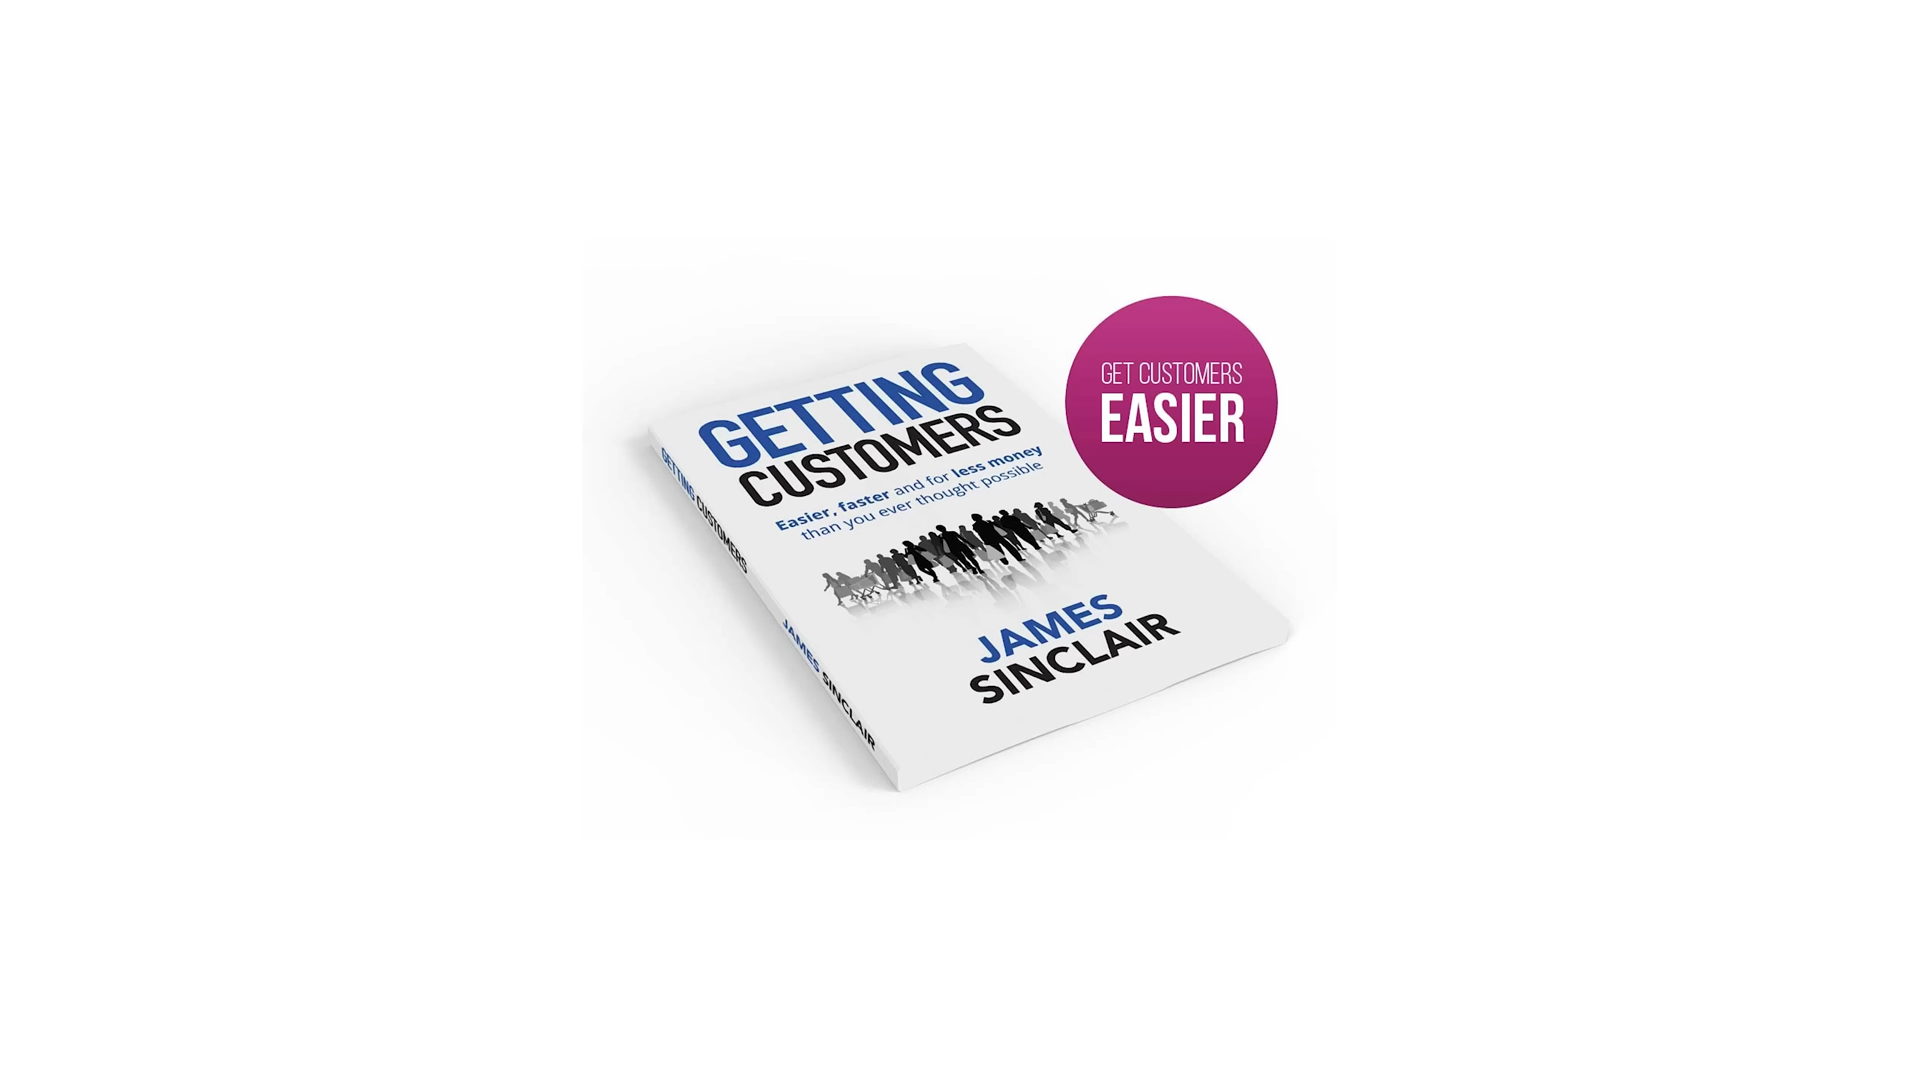 GETTING
CUSTOMERS
Easier, faster and for less money
than you ever thought possible
JAMES
SINCLAIR
GETTING CUSTOMERS
JAMES SINCLAIR
GET CUSTOMERS
EASIER